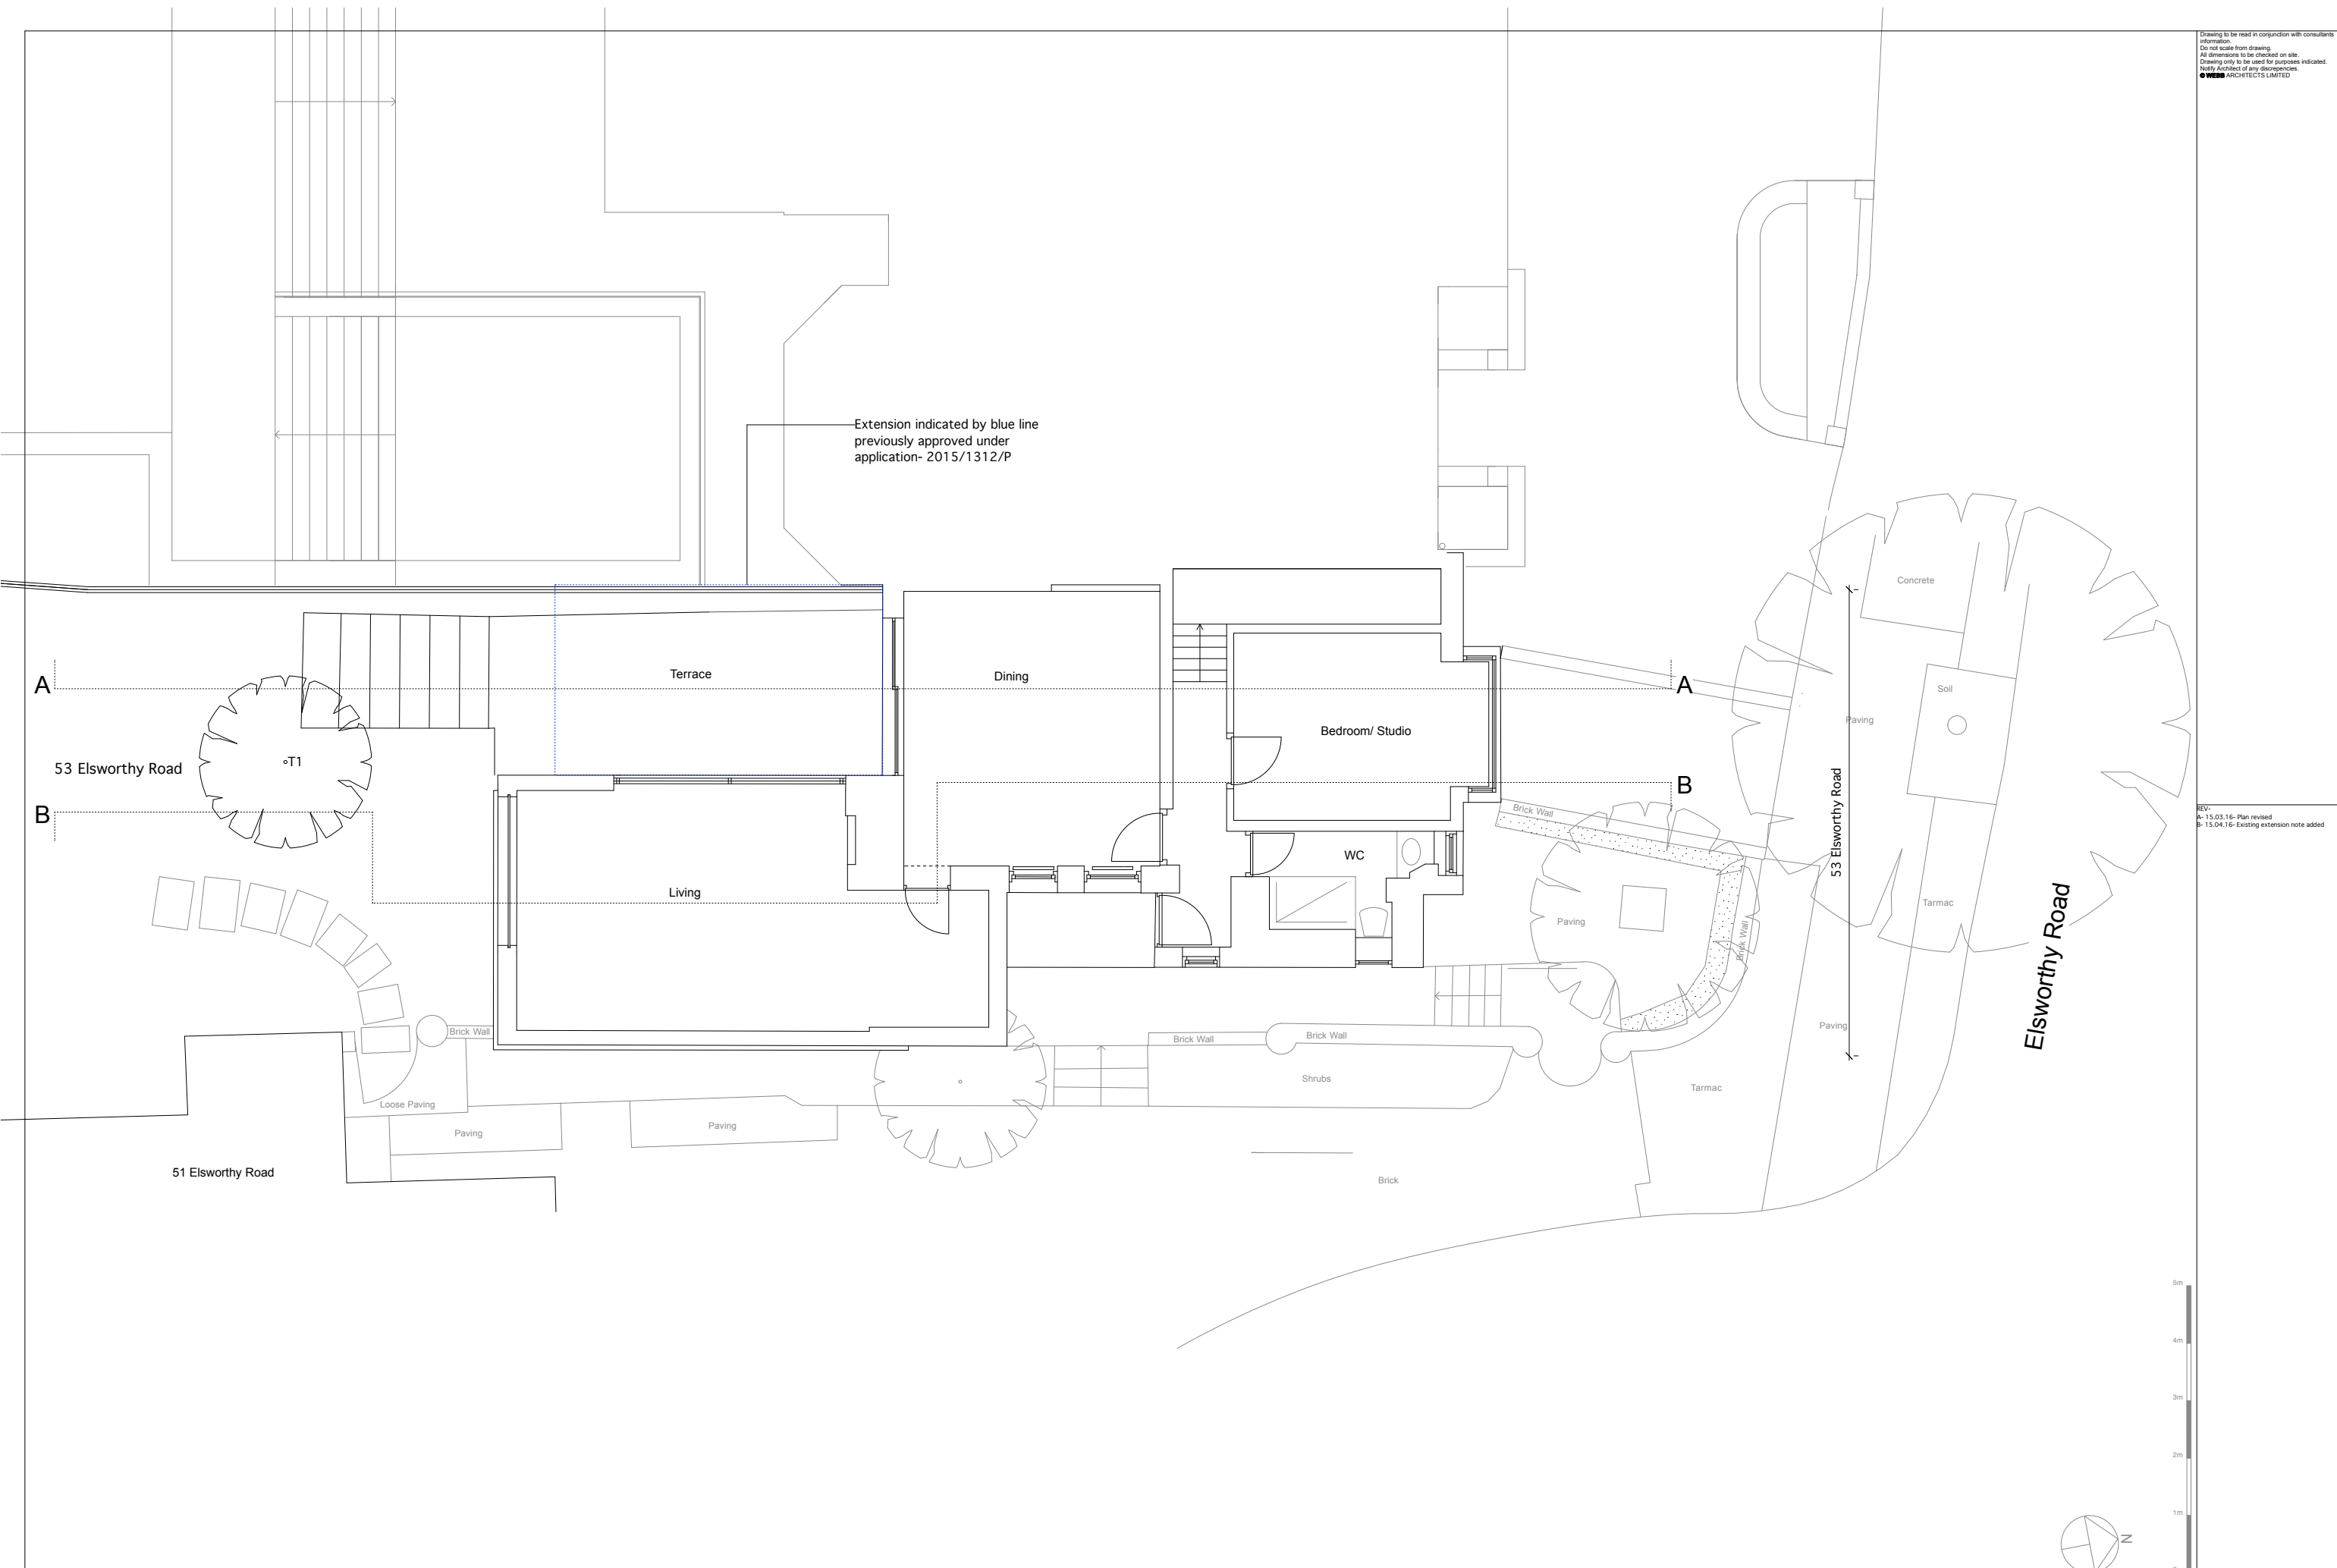 Drawing to be read in conjunction with consultants
information.
Do not scale from drawing.
All dimensions to be checked on site.
Drawing only to be used for purposes indicated.
Notify Architect of any discrepencies.
© WEBB ARCHITECTS LIMITED
Extension indicated by blue line
previously approved under
application- 2015/1312/P
Concrete
Soil
Paving
A
Terrace
Dining
A
Bedroom/ Studio
53 Elsworthy Road
T1
B
B
53 Elsworthy Road
REV-
A- 15.03.16- Plan revised
B- 15.04.16- Existing extension note added
Brick Wall
WC
Living
Tarmac
Paving
Brick Wall
Elsworthy Road
Brick Wall
Brick Wall
Brick Wall
Paving
Shrubs
Tarmac
Loose Paving
Paving
Paving
51 Elsworthy Road
Brick
5m
4m
3m
2m
1m
N